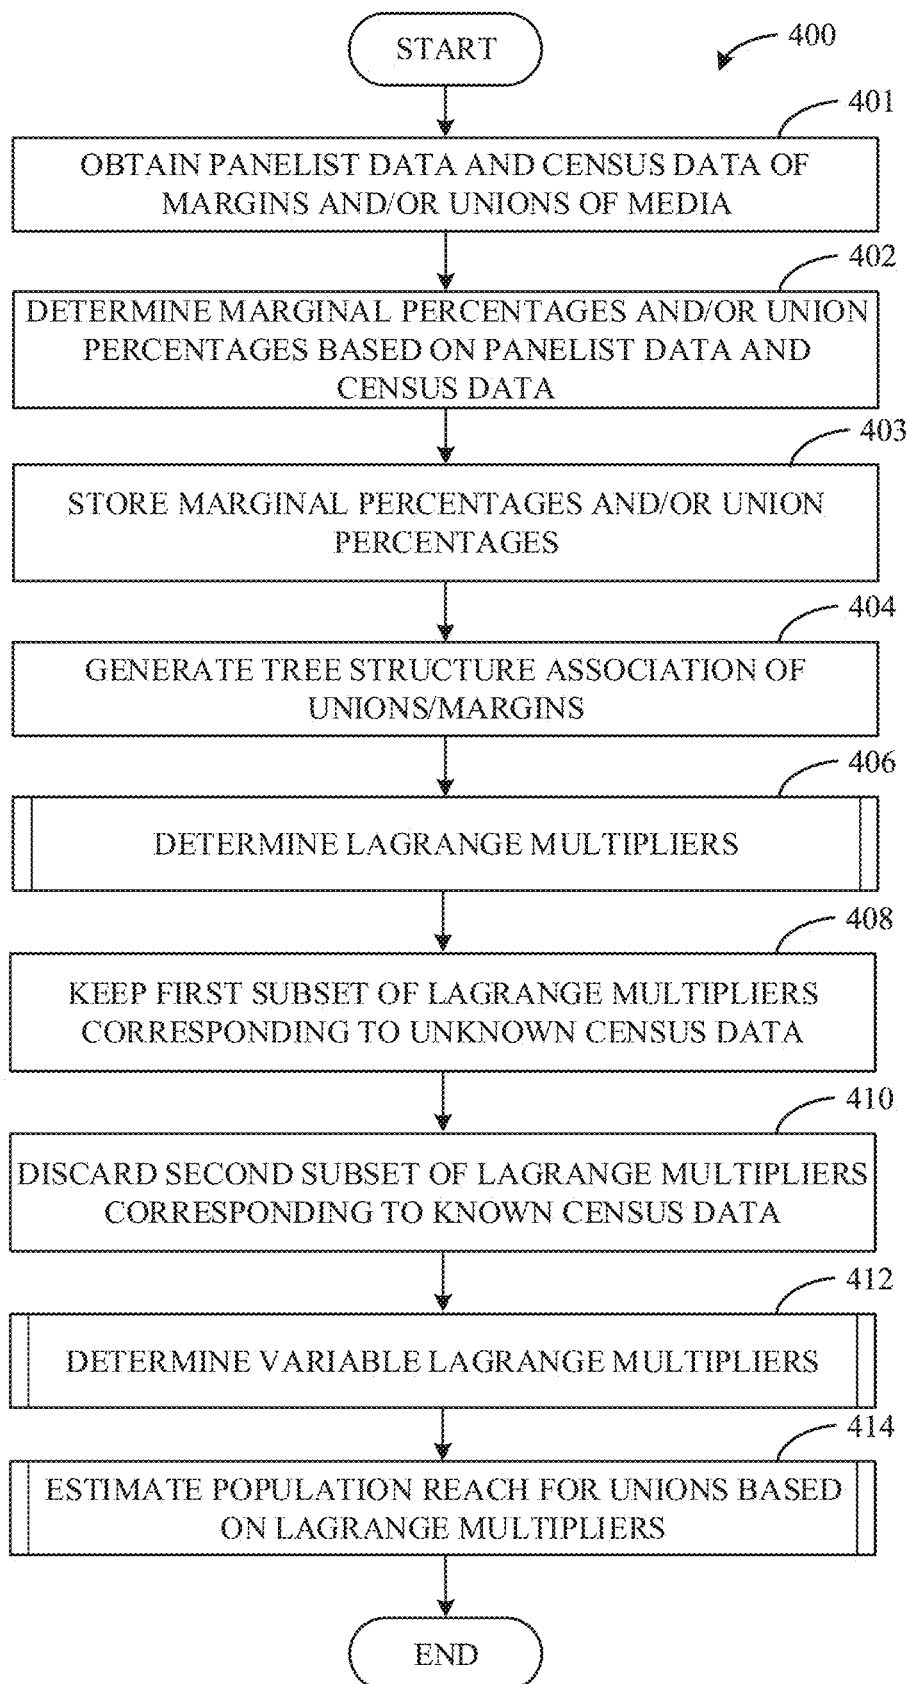 START
400
401
OBTAIN PANELIST DATA AND CENSUS DATA OF
MARGINS AND/OR UNIONS OF MEDIA
402
DETERMINE MARGINAL PERCENTAGES AND/OR UNION
PERCENTAGES BASED ON PANELIST DATA AND
CENSUS DATA
403
STORE MARGINAL PERCENTAGES AND/OR UNION
PERCENTAGES
404
GENERATE TREE STRUCTURE ASSOCIATION OF
UNIONS/MARGINS
406
DETERMINE LAGRANGE MULTIPLIERS
408
KEEP FIRST SUBSET OF LAGRANGE MULTIPLIERS
CORRESPONDING TO UNKNOWN CENSUS DATA
410
DISCARD SECOND SUBSET OF LAGRANGE MULTIPLIERS
CORRESPONDING TO KNOWN CENSUS DATA
412
DETERMINE VARIABLE LAGRANGE MULTIPLIERS
414
ESTIMATE POPULATION REACH FOR UNIONS BASED
ON LAGRANGE MULTIPLIERS
END